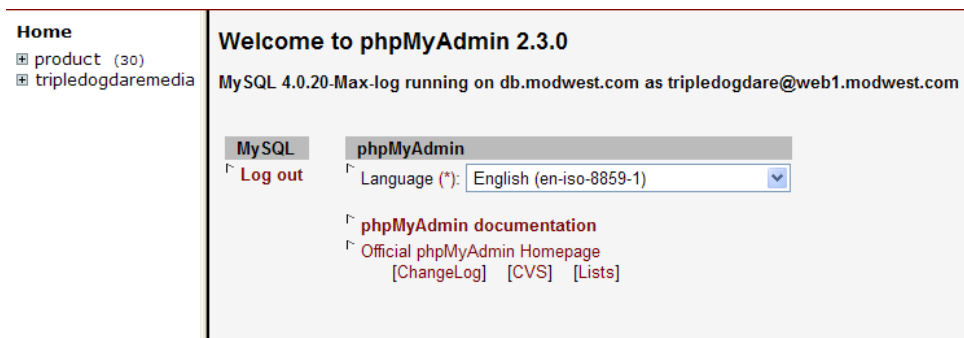 Home
product (30)
tripledogdaremedia
Welcome to phpMyAdmin 2.3.0
MySQL 4.0.20-Max-log running on db.modwest.com as tripledogdare@web1.modwest.com
MySQL
Log out
phpMyAdmin
Language (*): English (en-iso-8859-1)
phpMyAdmin documentation
Official phpMyAdmin Homepage
[ChangeLog] [CVS] [Lists]